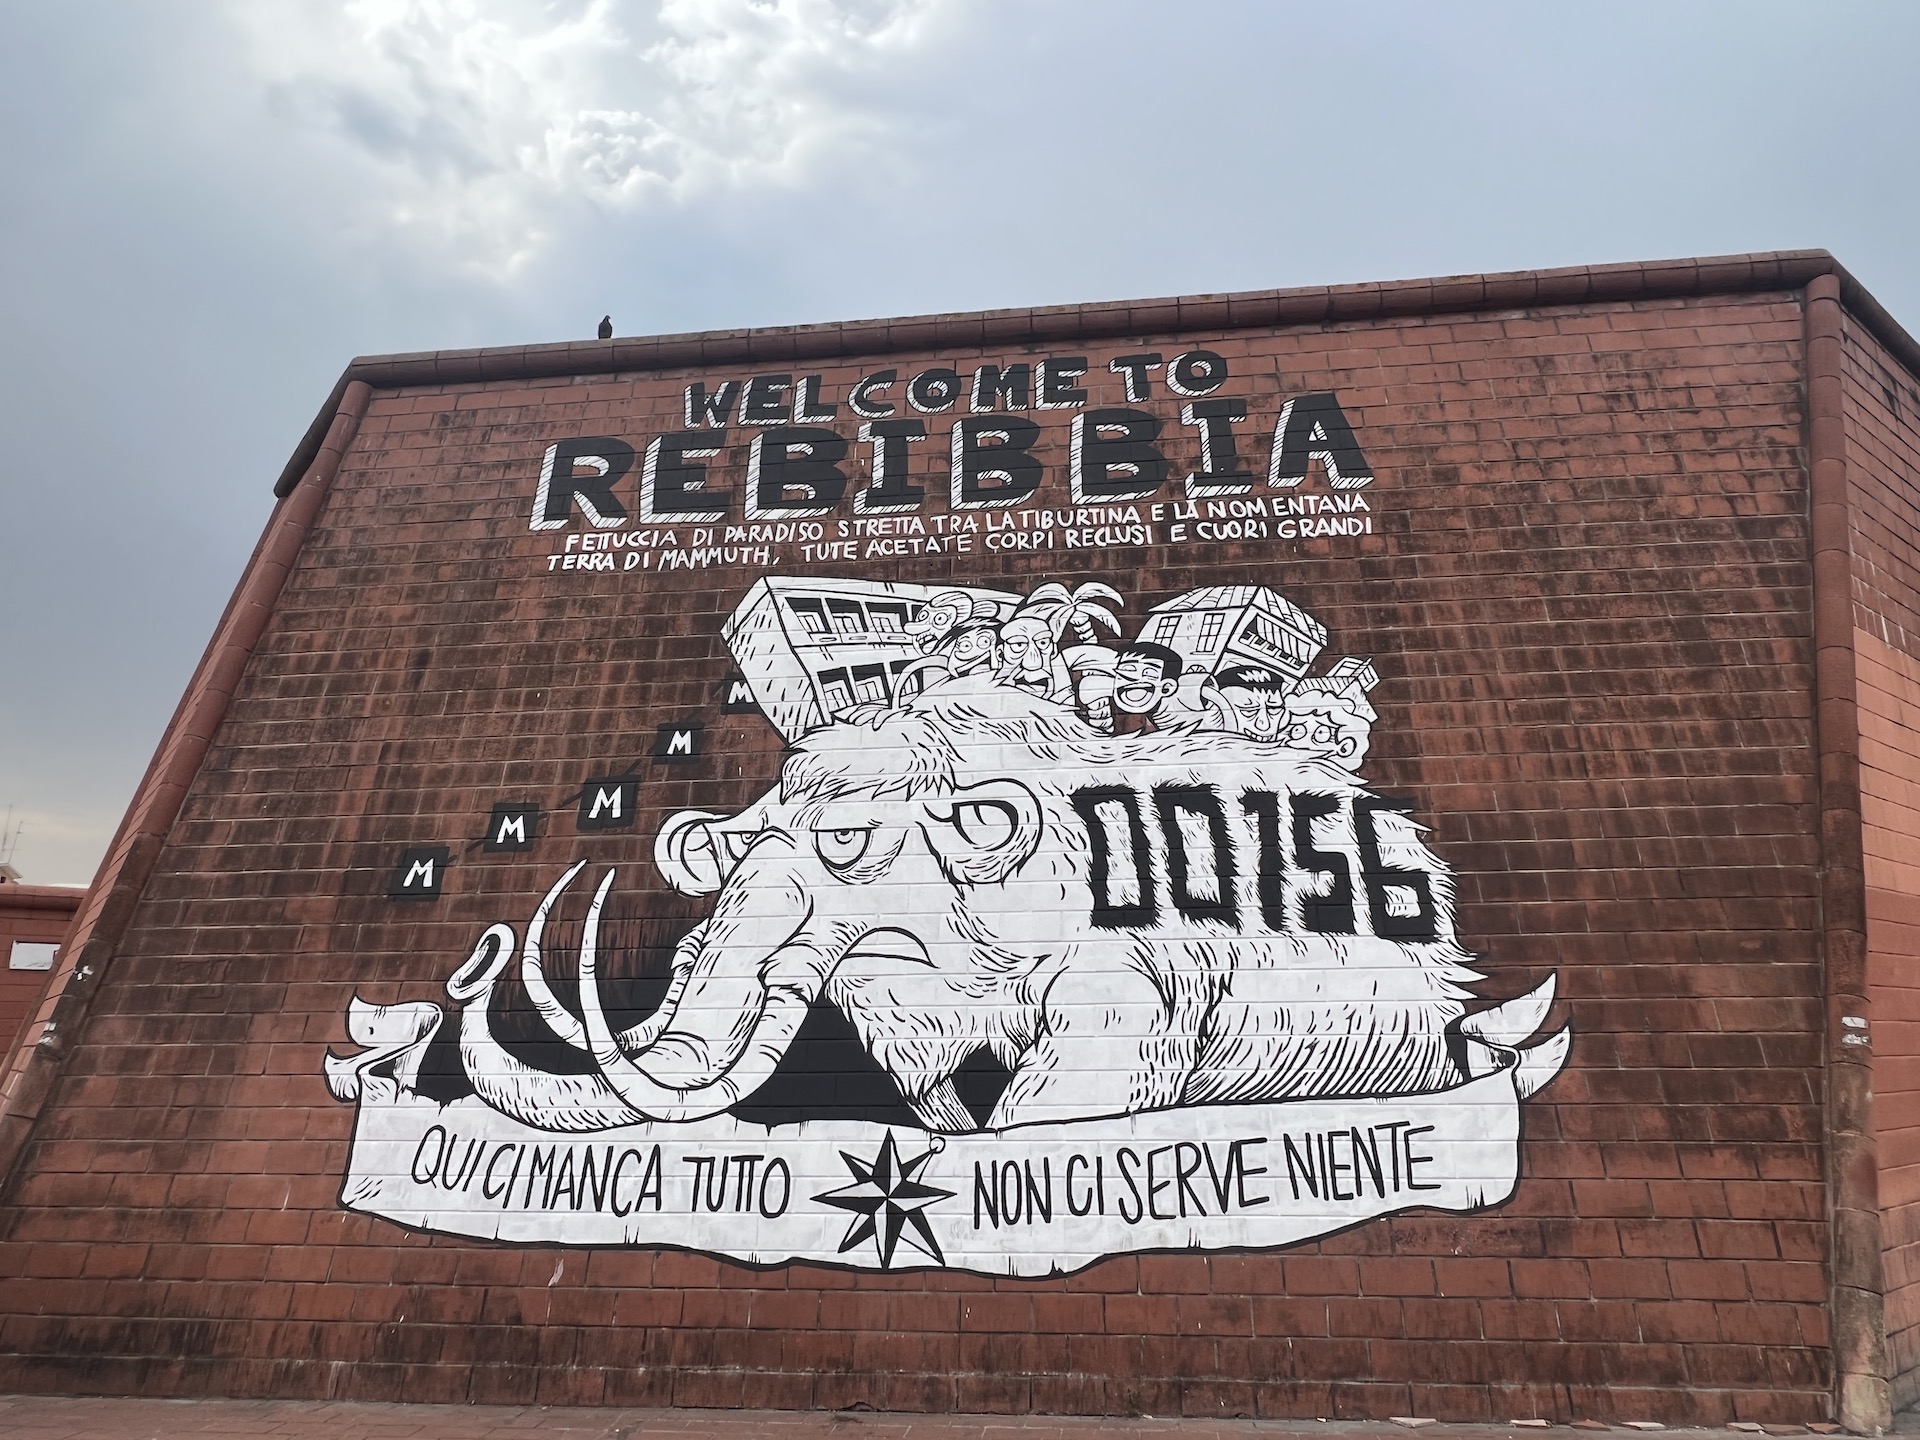 WELCOME TO
REBIBBIA
FETTUCCIA DI PARADISO STRETTA TRA LA TIBURTINA E LA NOMENTANA
TERRA DI MAMMUTH, TUTE ACETATE CORPI RECLUSI E CUORI GRANDI
M
M
M
M
M
00156
QUI CI MANCA TUTTO NON CI SERVE NIENTE